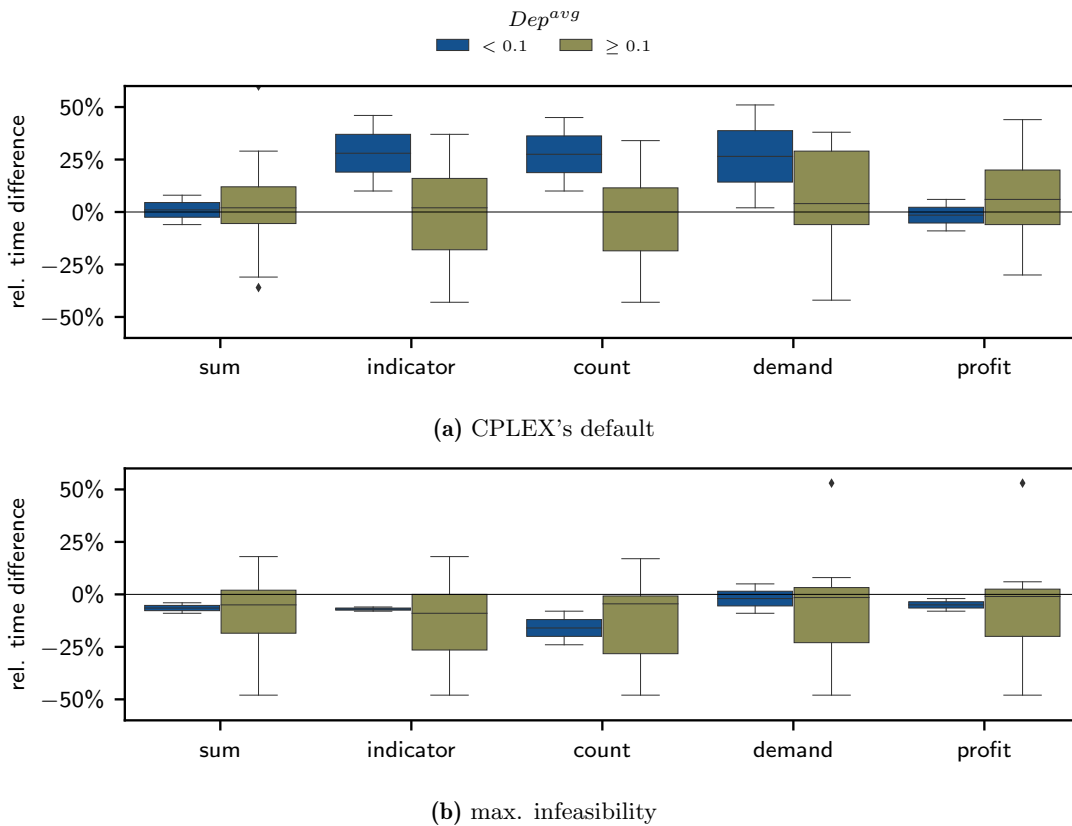 Dep^avg
< 0.1 ≥ 0.1
rel. time difference
50%
25%
0%
−25%
−50%
sum indicator count demand profit
(a) CPLEX's default
rel. time difference
50%
25%
0%
−25%
−50%
sum indicator count demand profit
(b) max. infeasibility